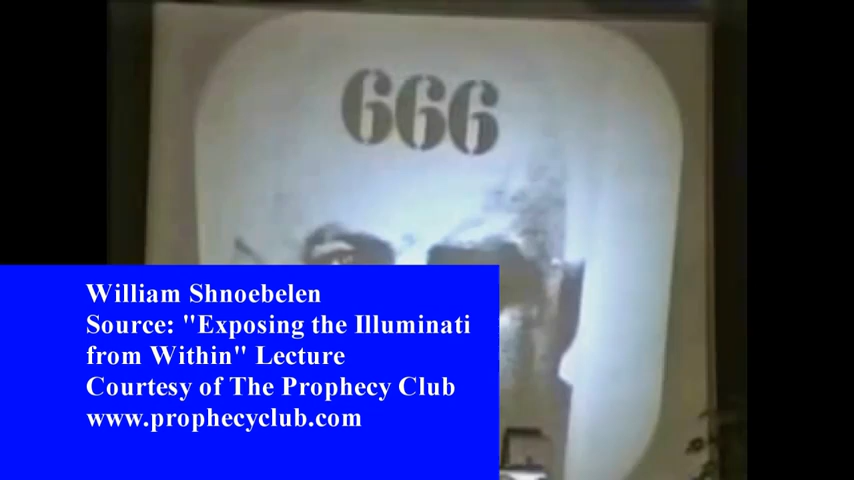 666
William Shnoebelen
Source: "Exposing the Illuminati
from Within" Lecture
Courtesy of The Prophecy Club
www.prophecyclub.com